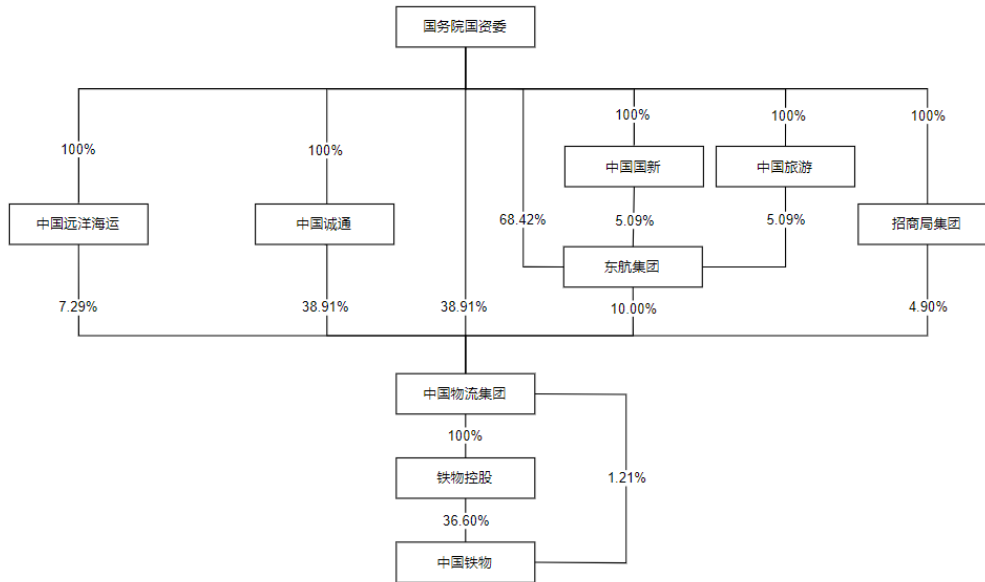 国务院国资委
100%
100%
100%
100%
100%
中国国新
中国旅游
中国远洋海运
中国诚通
68.42%
5.09%
5.09%
招商局集团
东航集团
7.29%
38.91%
38.91%
10.00%
4.90%
中国物流集团
100%
铁物控股
1.21%
36.60%
中国铁物